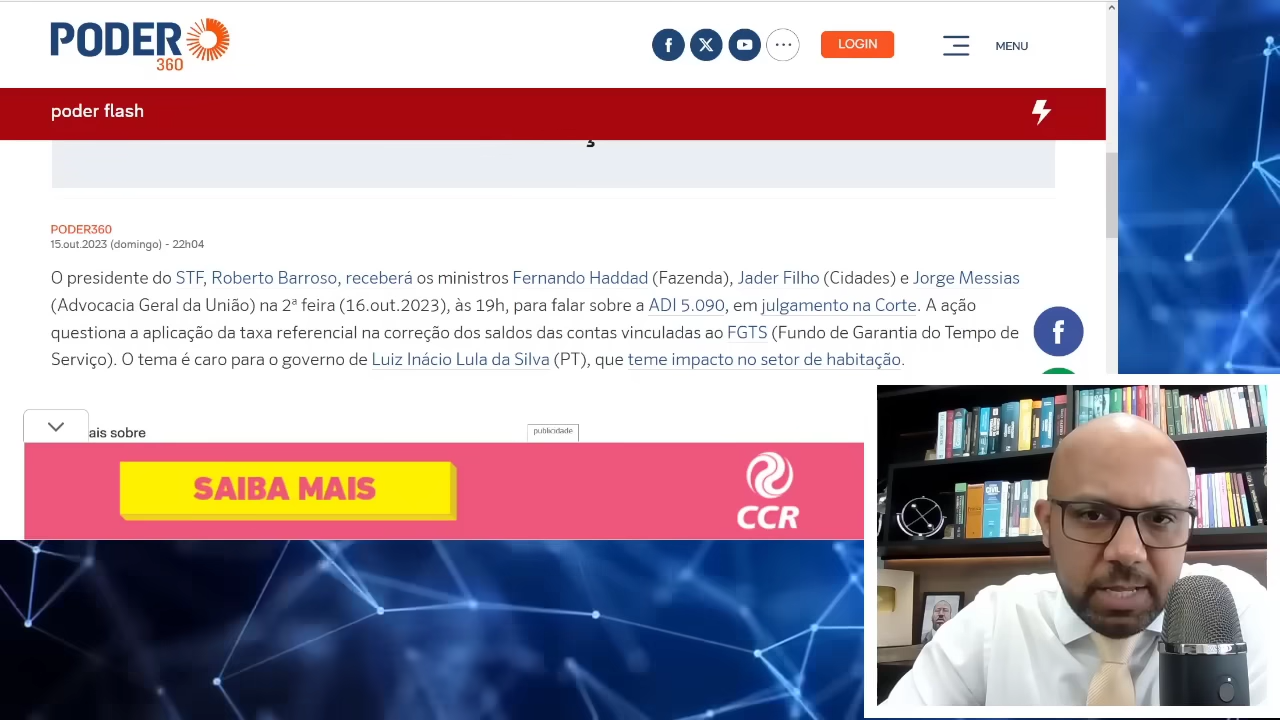 PODER
360
LOGIN
MENU
poder flash
PODER360
15.out.2023 (domingo) - 22h04
O presidente do STF, Roberto Barroso, receberá os ministros Fernando Haddad (Fazenda), Jader Filho (Cidades) e Jorge Messias
(Advocacia Geral da União) na 2ª feira (16.out.2023), às 19h, para falar sobre a ADI 5.090, em julgamento na Corte. A ação
questiona a aplicação da taxa referencial na correção dos saldos das contas vinculadas ao FGTS (Fundo de Garantia do Tempo de
Serviço). O tema é caro para o governo de Luiz Inácio Lula da Silva (PT), que teme impacto no setor de habitação.
ais sobre
publicidade
SAIBA MAIS
CCR
CIVIL